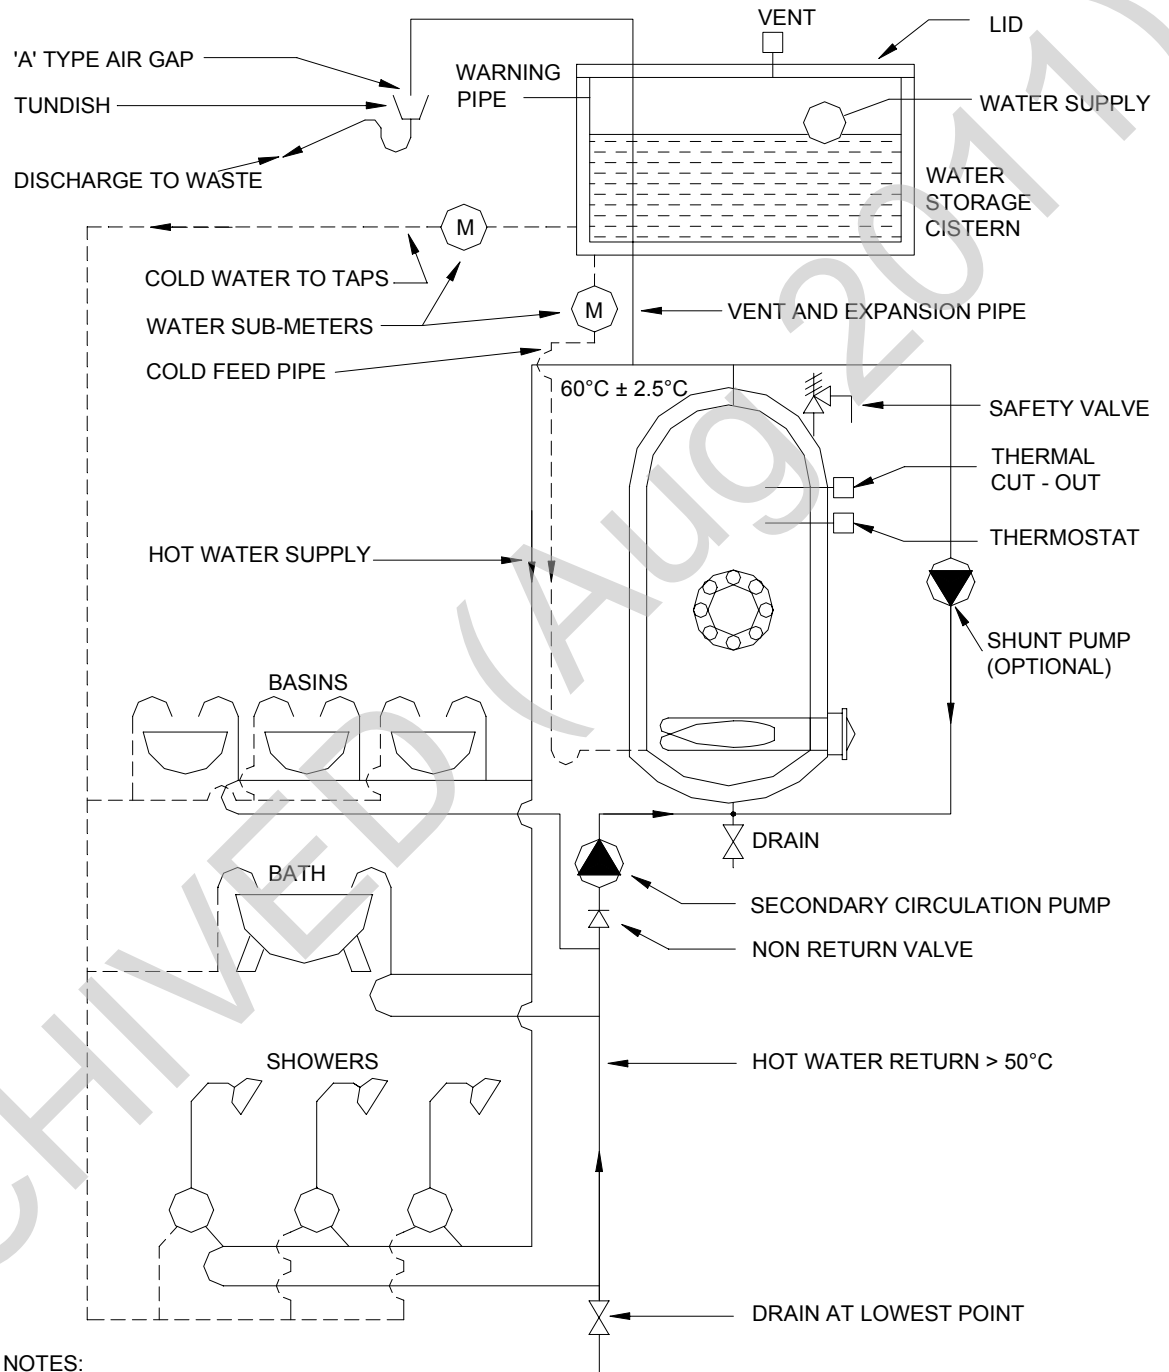 VENT
LID
'A' TYPE AIR GAP
WARNING
PIPE
TUNDISH
WATER SUPPLY
DISCHARGE TO WASTE
WATER
STORAGE
CISTERN
M
COLD WATER TO TAPS
M
WATER SUB-METERS
VENT AND EXPANSION PIPE
COLD FEED PIPE
60°C ± 2.5°C
SAFETY VALVE
THERMAL
CUT - OUT
THERMOSTAT
HOT WATER SUPPLY
SHUNT PUMP
(OPTIONAL)
BASINS
DRAIN
BATH
SECONDARY CIRCULATION PUMP
NON RETURN VALVE
SHOWERS
HOT WATER RETURN > 50°C
DRAIN AT LOWEST POINT
NOTES:
CHIVED (Aug 2011)